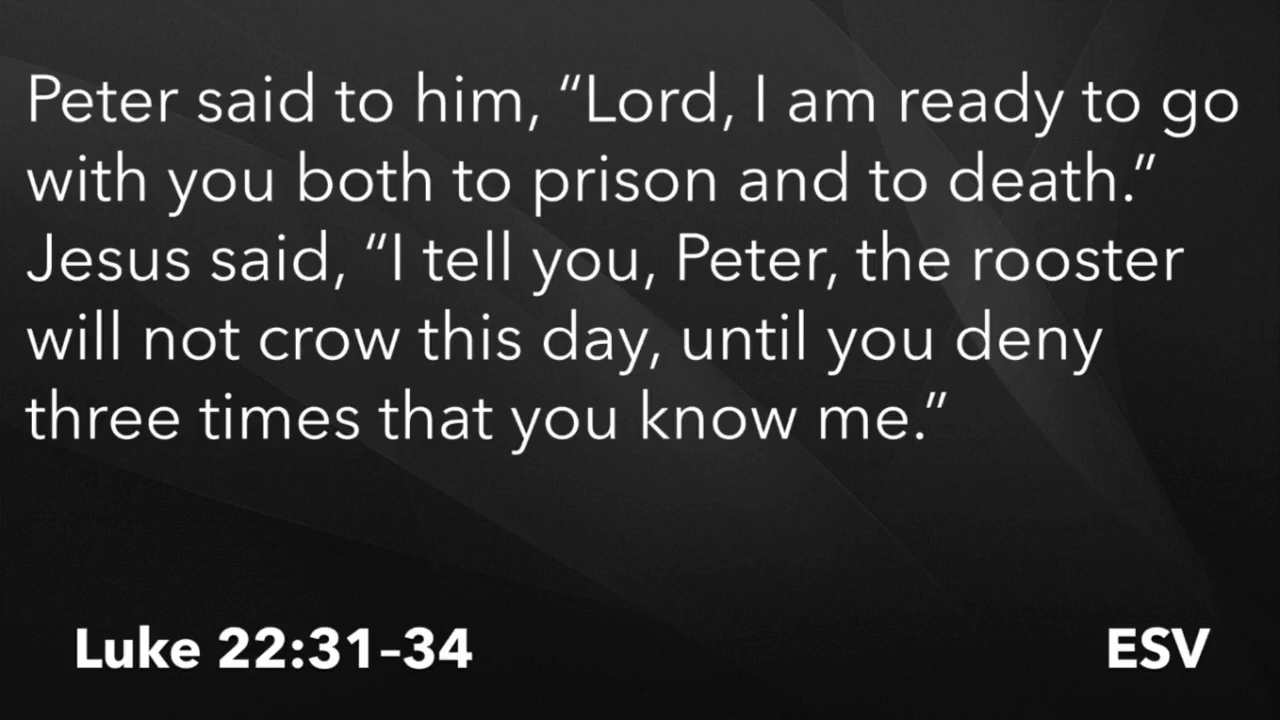 Peter said to him, “Lord, I am ready to go
with you both to prison and to death.”
Jesus said, “I tell you, Peter, the rooster
will not crow this day, until you deny
three times that you know me.”
Luke 22:31–34
ESV